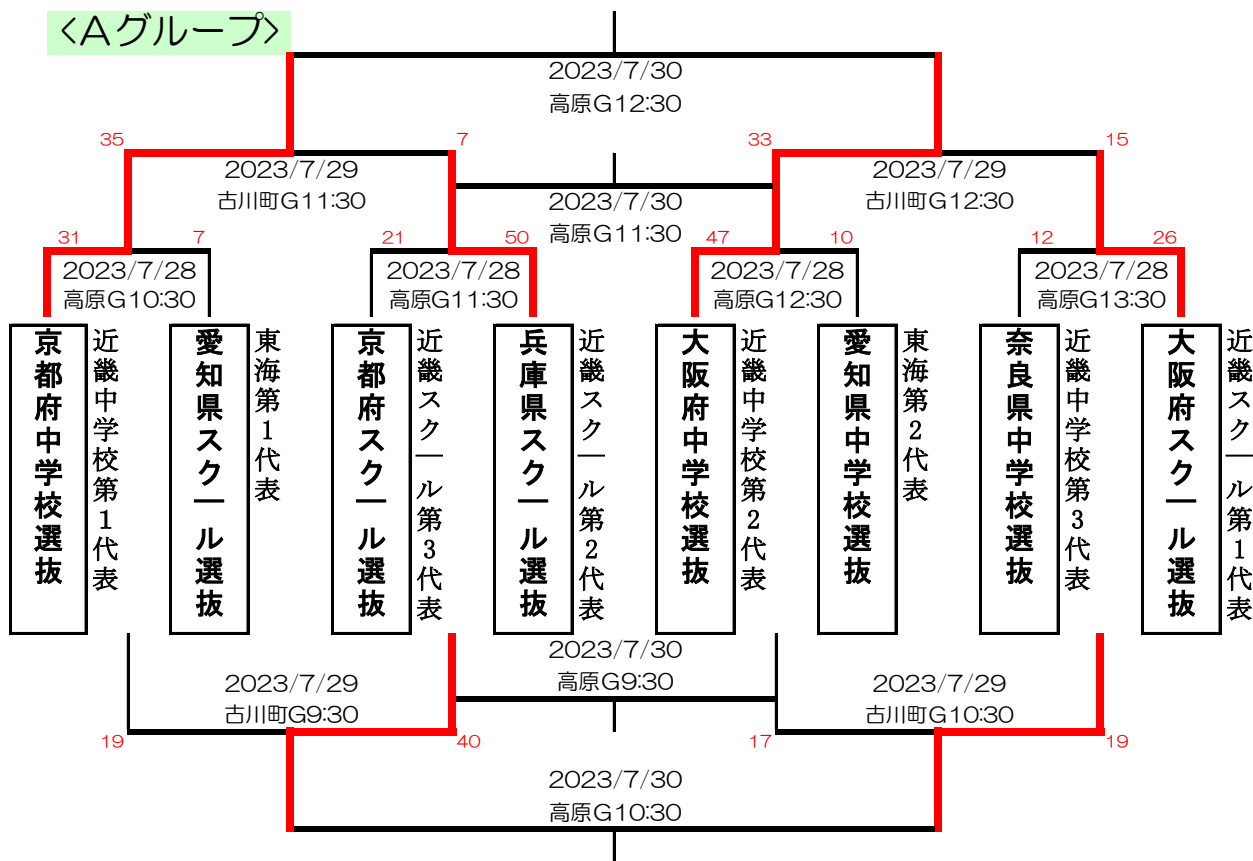 <Aグループ>
2023/7/30
高原G12:30
35
7
33
15
2023/7/29
古川町G11:30
2023/7/29
古川町G12:30
2023/7/30
高原G11:30
31
7
21
50
47
10
12
26
2023/7/28
高原G10:30
2023/7/28
高原G11:30
2023/7/28
高原G12:30
2023/7/28
高原G13:30
京都府中学校選抜
近畿中学校第1代表
愛知県スクール選抜
東海第1代表
京都府スクール選抜
近畿スクール第3代表
兵庫県スクール選抜
近畿スクール第2代表
大阪府中学校選抜
近畿中学校第2代表
愛知県中学校選抜
東海第2代表
奈良県中学校選抜
近畿中学校第3代表
大阪府スクール選抜
近畿スクール第1代表
2023/7/30
高原G9:30
2023/7/29
古川町G9:30
2023/7/29
古川町G10:30
19
40
17
19
2023/7/30
高原G10:30